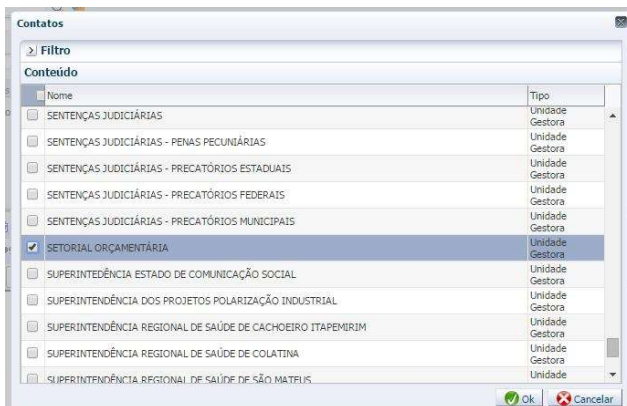 Contatos
Filtro
Conteúdo
Nome Tipo
SENTENÇAS JUDICIÁRIAS Unidade
Gestora
SENTENÇAS JUDICIÁRIAS - PENAS PECUNIÁRIAS Unidade
Gestora
SENTENÇAS JUDICIÁRIAS - PRECATÓRIOS ESTADUAIS Unidade
Gestora
SENTENÇAS JUDICIÁRIAS - PRECATÓRIOS FEDERAIS Unidade
Gestora
SENTENÇAS JUDICIÁRIAS - PRECATÓRIOS MUNICIPAIS Unidade
Gestora
SETORIAL ORÇAMENTÁRIA Unidade
Gestora
SUPERINTEDÊNCIA ESTADO DE COMUNICAÇÃO SOCIAL Unidade
Gestora
SUPERINTENDÊNCIA DOS PROJETOS POLARIZAÇÃO INDUSTRIAL Unidade
Gestora
SUPERINTENDÊNCIA REGIONAL DE SAÚDE DE CACHOEIRO ITAPEMIRIM Unidade
Gestora
SUPERINTENDÊNCIA REGIONAL DE SAÚDE DE COLATINA Unidade
Gestora
SUPERINTENDÊNCIA REGIONAL DE SAÚDE DE SÃO MATEUS Unidade
Ok Cancelar